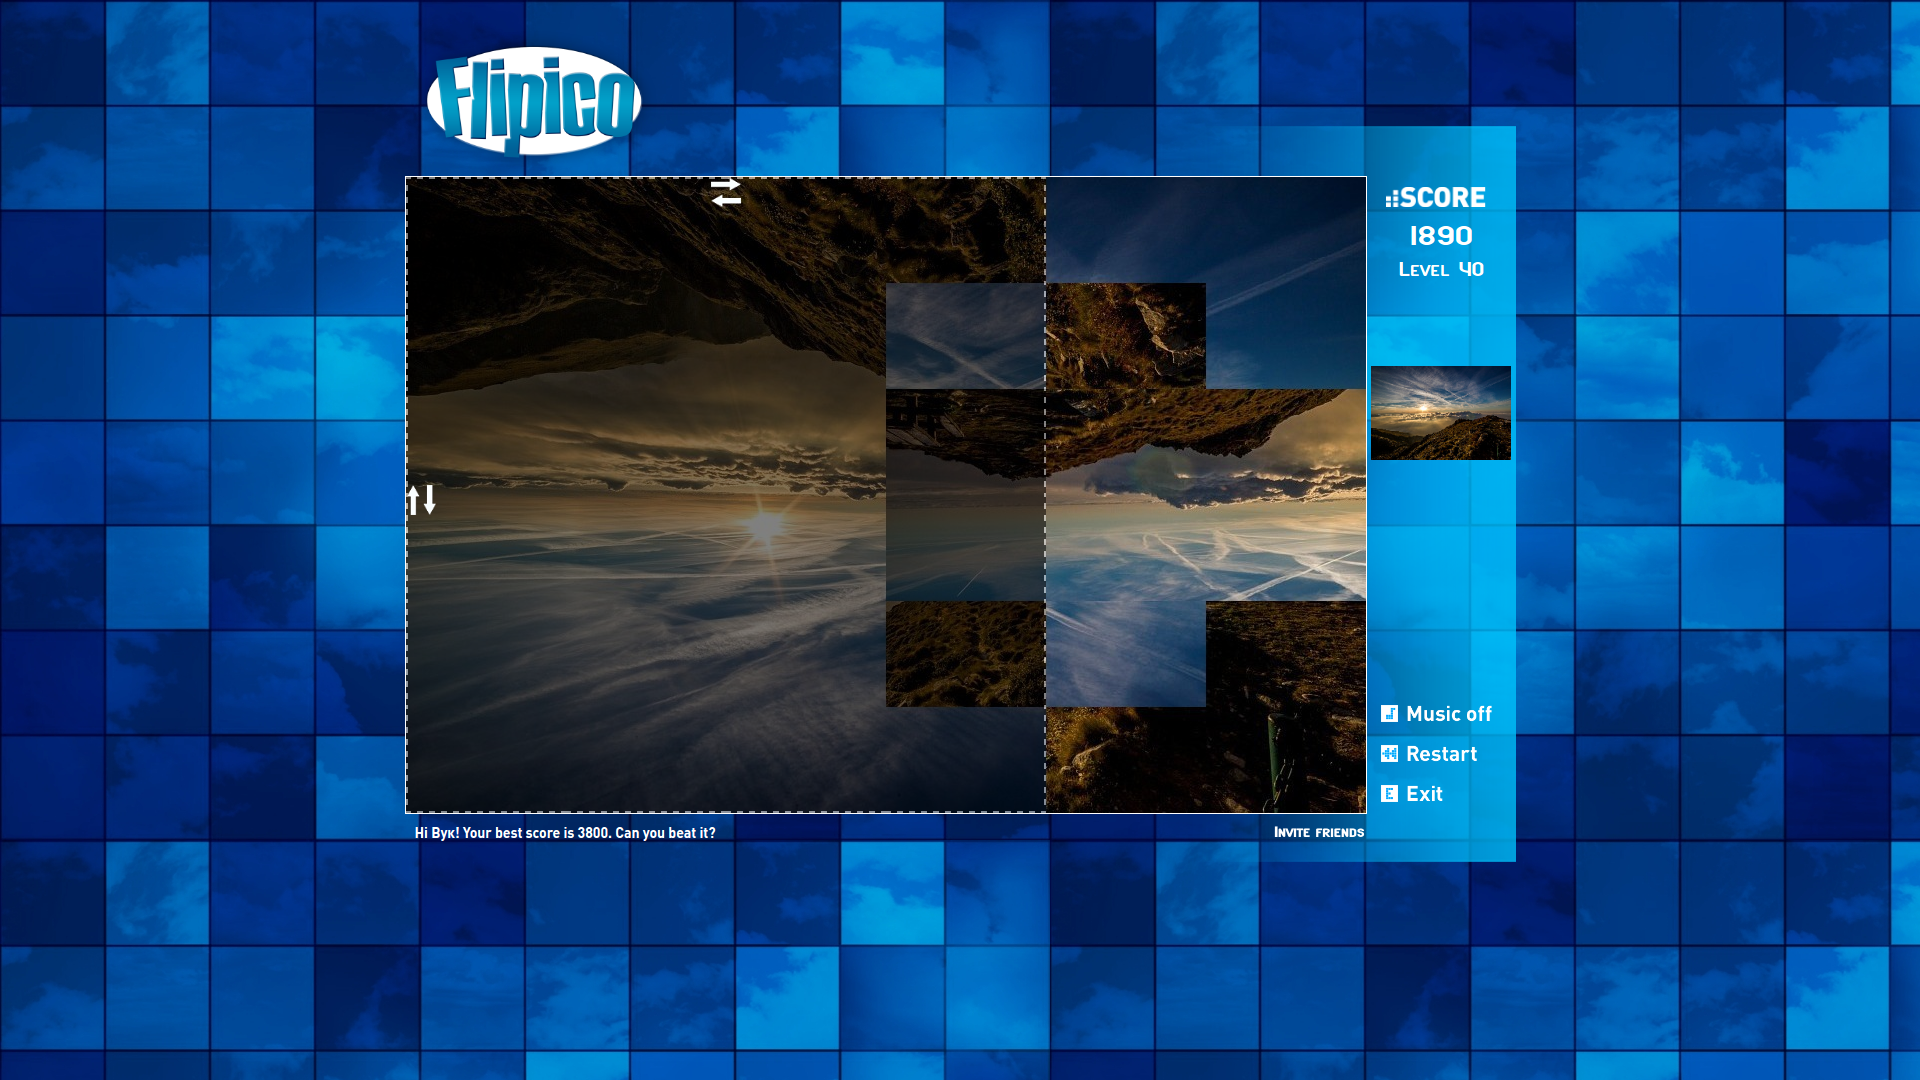 Flipico
SCORE
1890
Level 40
Music off
Restart
Exit
Hi Вук! Your best score is 3800. Can you beat it?
Invite friends